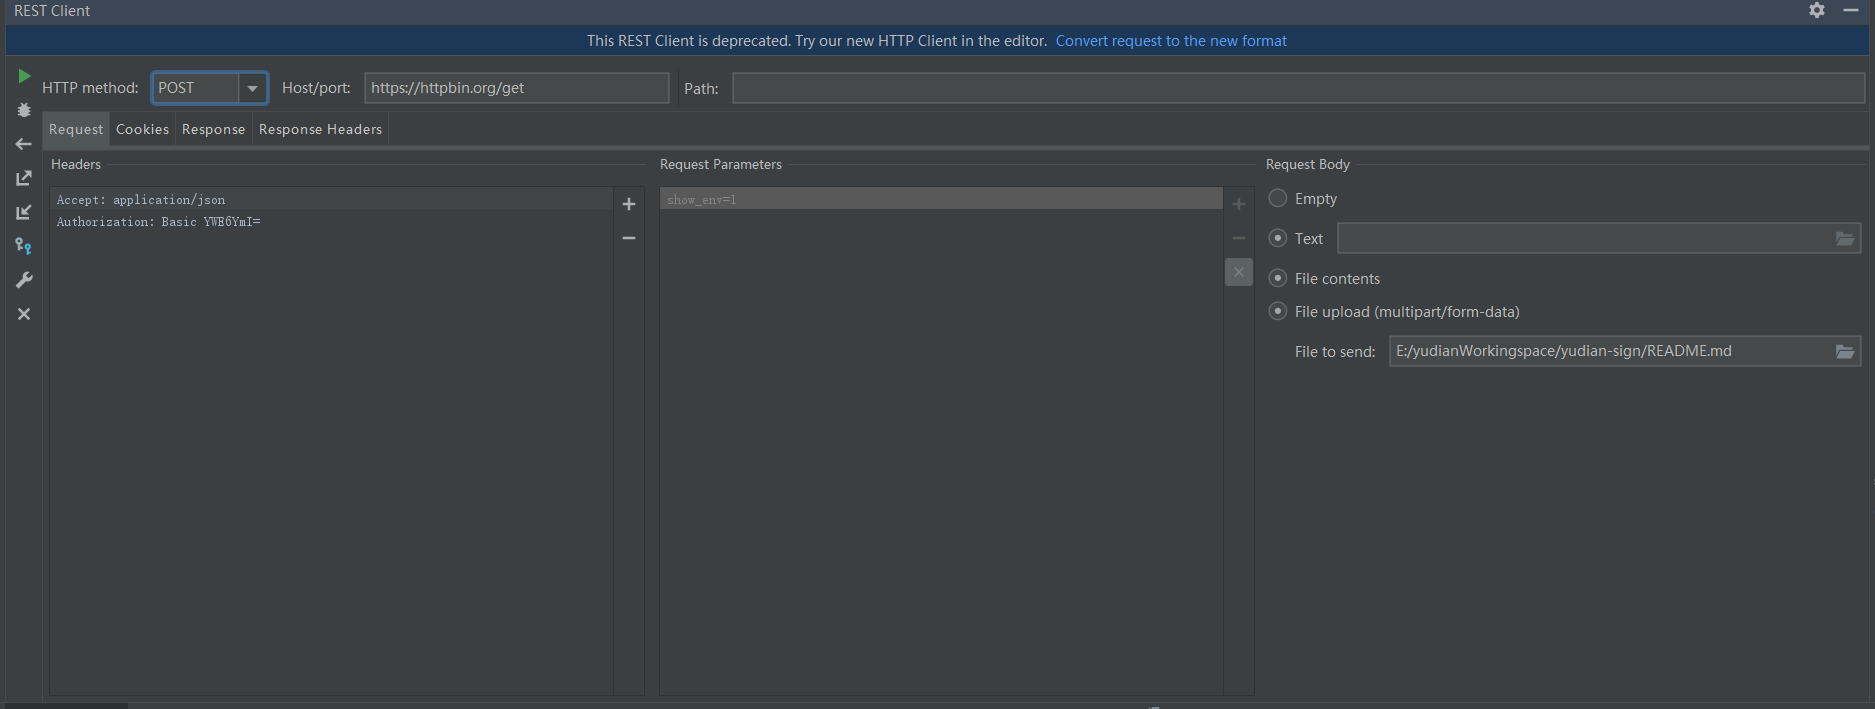 REST Client
This REST Client is deprecated. Try our new HTTP Client in the editor. Convert request to the new format
HTTP method: POST Host/port: https://httpbin.org/get Path:
Request Cookies Response Response Headers
Headers
Accept: application/json
Authorization: Basic YWE6YmI=
Request Parameters
show_env=1
Request Body
Empty
Text
File contents
File upload (multipart/form-data)
File to send: E:/yudianWorkingspace/yudian-sign/README.md